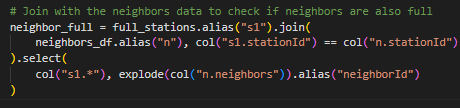 # Join with the neighbors data to check if neighbors are also full
neighbor_full = full_stations.alias("s1").join(
    neighbors_df.alias("n"), col("s1.stationId") == col("n.stationId")
).select(
    col("s1.*"), explode(col("n.neighbors")).alias("neighborId")
)